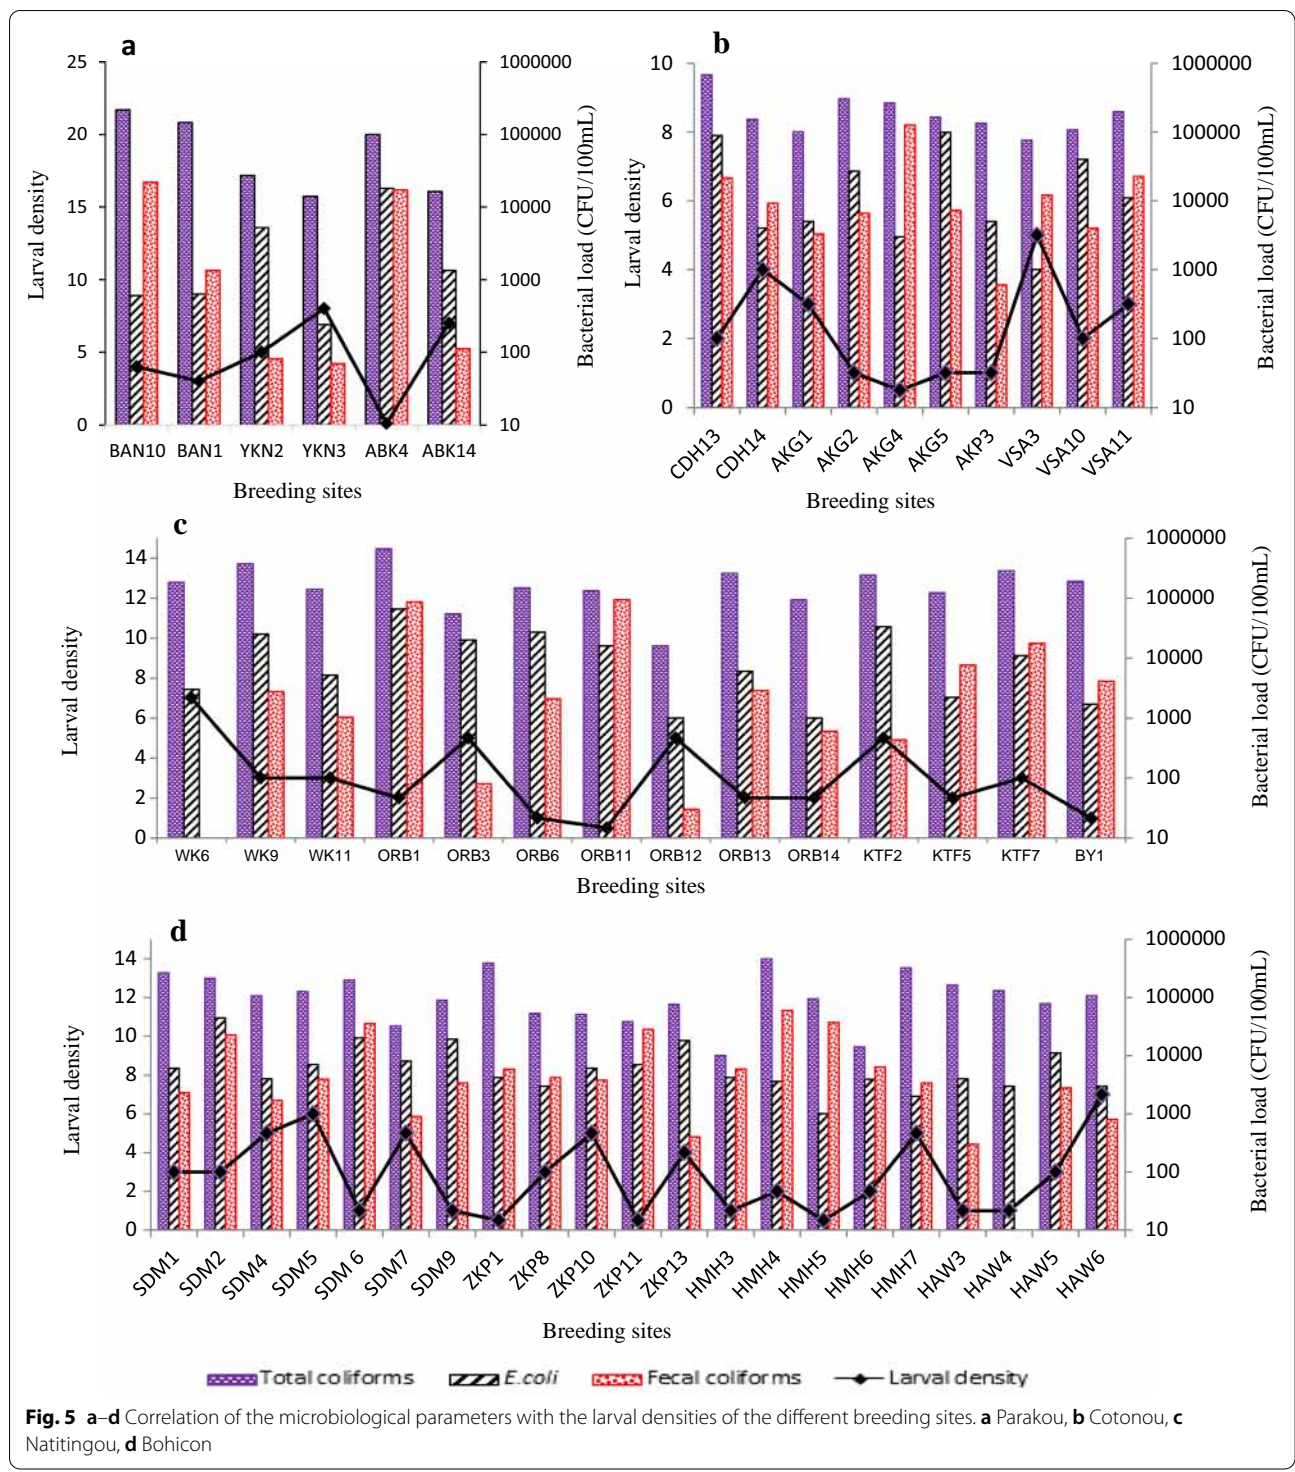 a
25
20
15
10
5
0
Larval density
1000000
100000
10000
1000
100
10
Bacterial load (CFU/100mL)
BAN10 BAN1 YKN2 YKN3 ABK4 ABK14
Breeding sites
b
10
8
6
4
2
0
Larval density
1000000
100000
10000
1000
100
10
Bacterial load (CFU/100mL)
CDH13 CDH14 AKG1 AKG2 AKG4 AKG5 AKP3 VSA3 VSA10 VSA11
Breeding sites
c
14
12
10
8
6
4
2
0
Larval density
1000000
100000
10000
1000
100
10
Bacterial load (CFU/100mL)
WK6 WK9 WK11 ORB1 ORB3 ORB6 ORB11 ORB12 ORB13 ORB14 KTF2 KTF5 KTF7 BY1
Breeding sites
d
14
12
10
8
6
4
2
0
Larval density
1000000
100000
10000
1000
100
10
Bacterial load (CFU/100mL)
SDM1 SDM2 SDM4 SDM5 SDM 6 SDM7 SDM9 ZKP1 ZKP8 ZKP10 ZKP11 ZKP13 HMH3 HMH4 HMH5 HMH6 HMH7 HAW3 HAW4 HAW5 HAW6
Breeding sites
Total coliforms E.coli Fecal coliforms Larval density
Fig. 5 a–d Correlation of the microbiological parameters with the larval densities of the different breeding sites. a Parakou, b Cotonou, c
Natitingou, d Bohicon